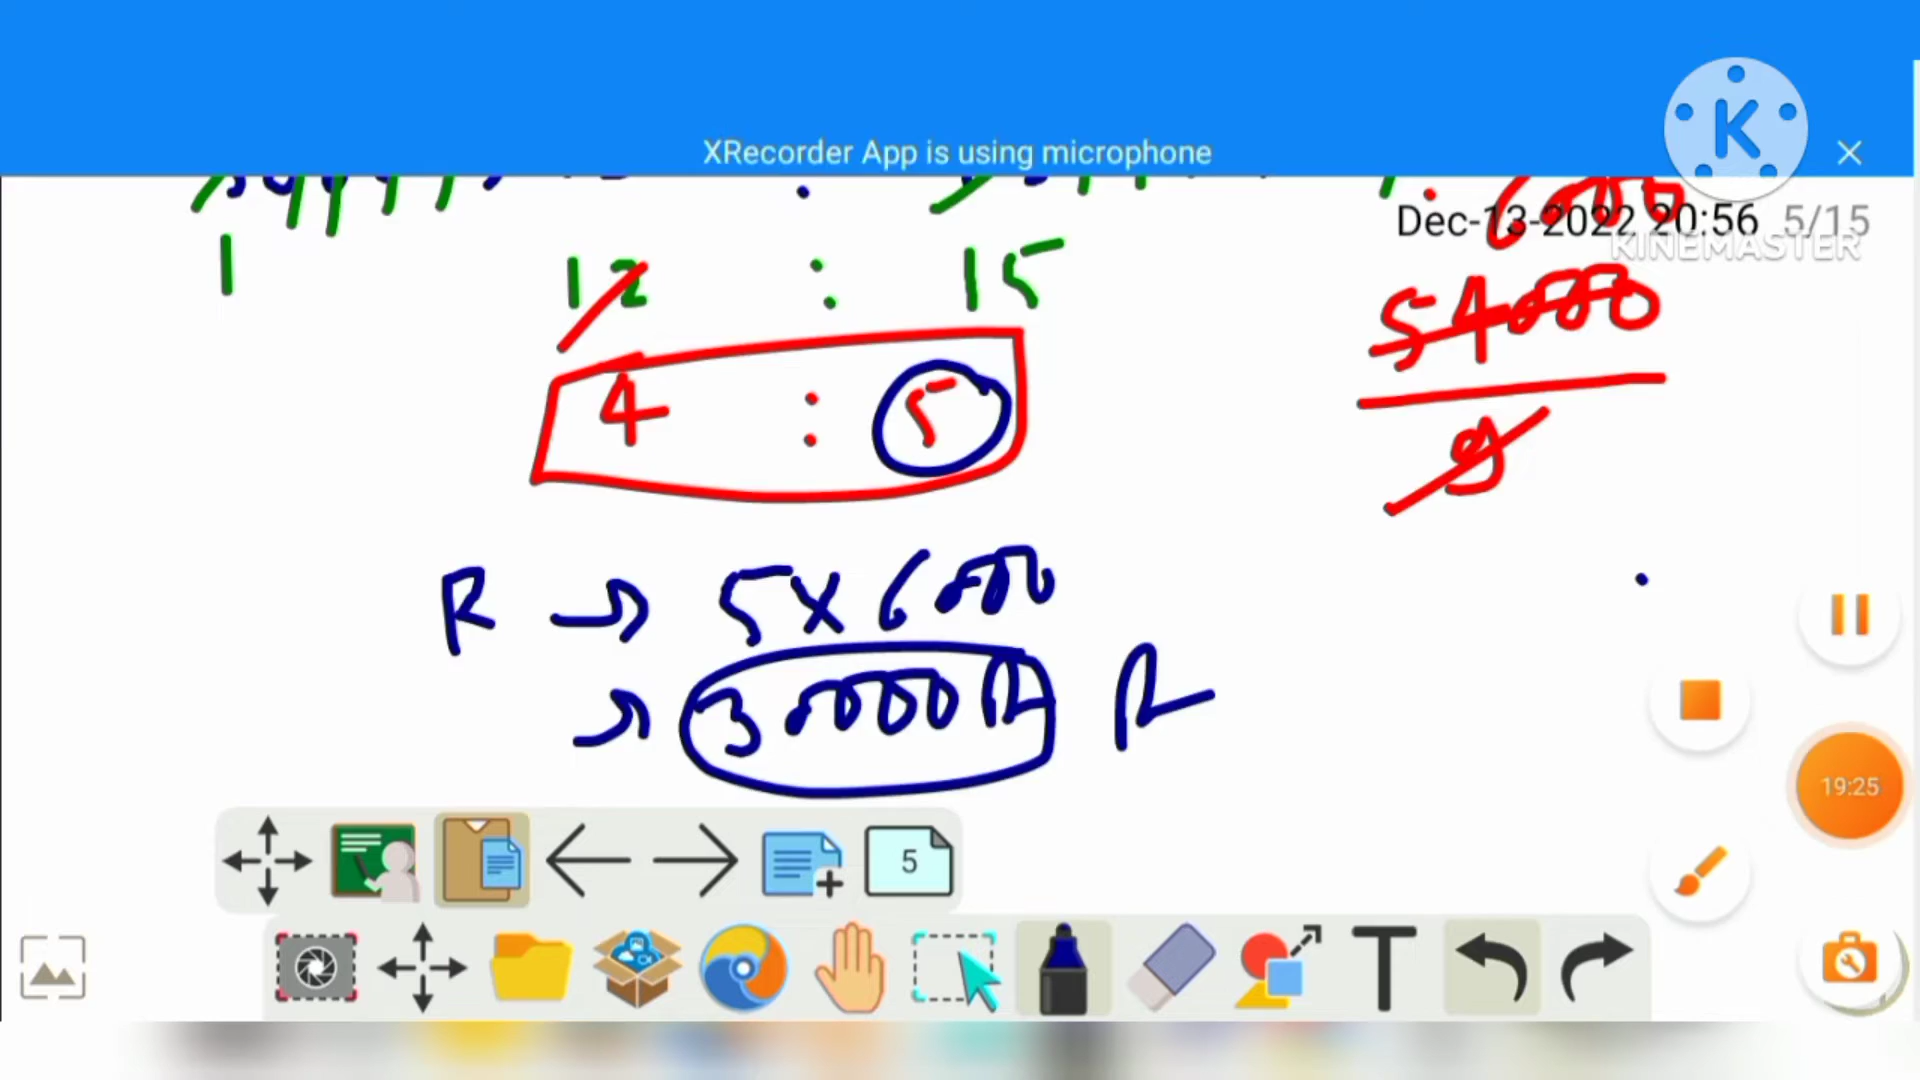 XRecorder App is using microphone
K
6000
Dec-13-2022 20:56 5/15
KINEMASTER
1 12 : 15
54000
4 : 5
9
R → 5x6000
→ 30000 R R
19:25
5
T